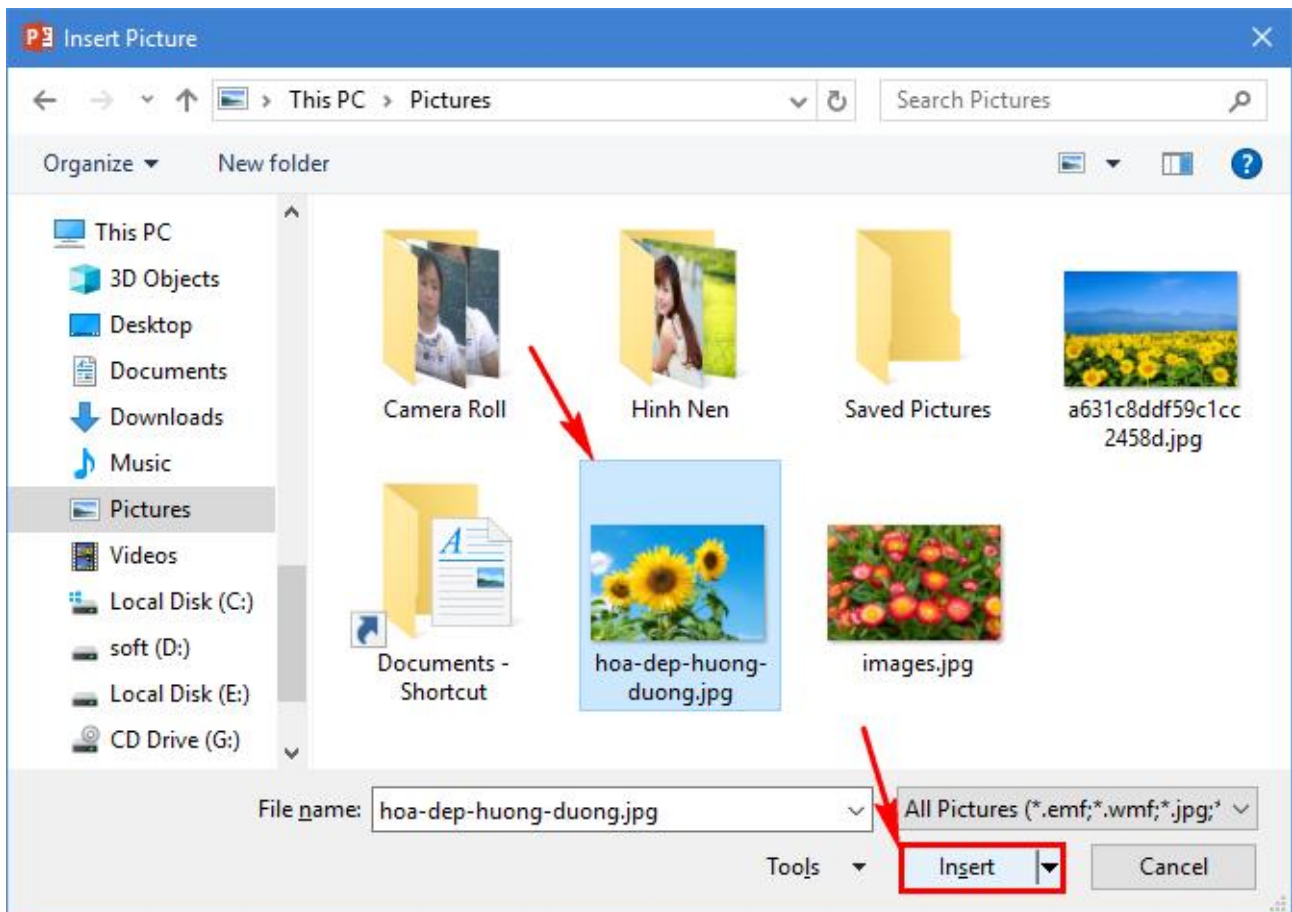 Insert Picture
This PC > Pictures
Search Pictures
Organize
New folder
This PC
3D Objects
Desktop
Documents
Downloads
Music
Pictures
Videos
Local Disk (C:)
soft (D:)
Local Disk (E:)
CD Drive (G:)
Camera Roll
Hinh Nen
Saved Pictures
a631c8ddf59c1cc
2458d.jpg
Documents -
Shortcut
hoa-dep-huong-
duong.jpg
images.jpg
File name:
hoa-dep-huong-duong.jpg
All Pictures (*.emf;*.wmf;*.jpg;*
Tools
Insert
Cancel